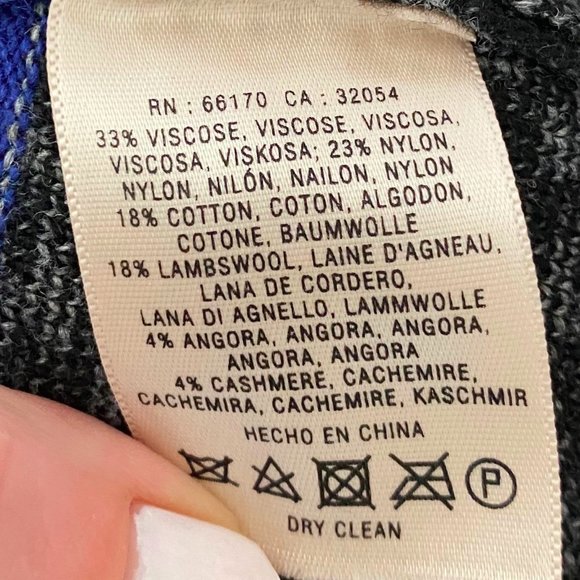 RN : 66170 CA : 32054
33% VISCOSE, VISCOSE, VISCOSA,
VISCOSA, VISKOSA; 23% NYLON,
NYLON, NILÓN, NAILON, NYLON
18% COTTON, COTON, ALGODON,
COTONE, BAUMWOLLE
18% LAMBSWOOL, LAINE D'AGNEAU,
LANA DE CORDERO,
LANA DI AGNELLO, LAMMWOLLE
4% ANGORA, ANGORA, ANGORA,
ANGORA, ANGORA
4% CASHMERE, CACHEMIRE,
CACHEMIRA, CACHEMIRE, KASCHMIR
HECHO EN CHINA
P
DRY CLEAN